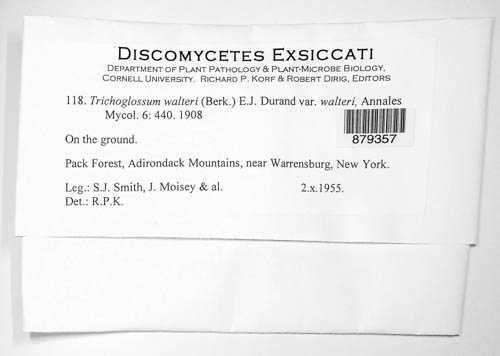 DISCOMYCETES EXSICCATI
DEPARTMENT OF PLANT PATHOLOGY & PLANT-MICROBE BIOLOGY,
CORNELL UNIVERSITY. RICHARD P. KORF & ROBERT DIRIG, EDITORS
118. Trichoglossum walteri (Berk.) E.J. Durand var. walteri, Annales
Mycol. 6: 440. 1908
879357
On the ground.
Pack Forest, Adirondack Mountains, near Warrensburg, New York.
Leg.: S.J. Smith, J. Moisey & al. 2.x.1955.
Det.: R.P.K.